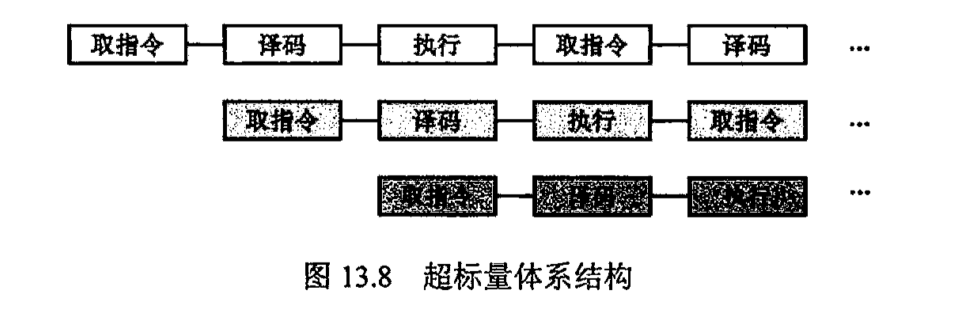 取指令 译码 执行 取指令 译码 ...
取指令 译码 执行 取指令 ...
取指令 译码 执行 ...
图 13.8 超标量体系结构